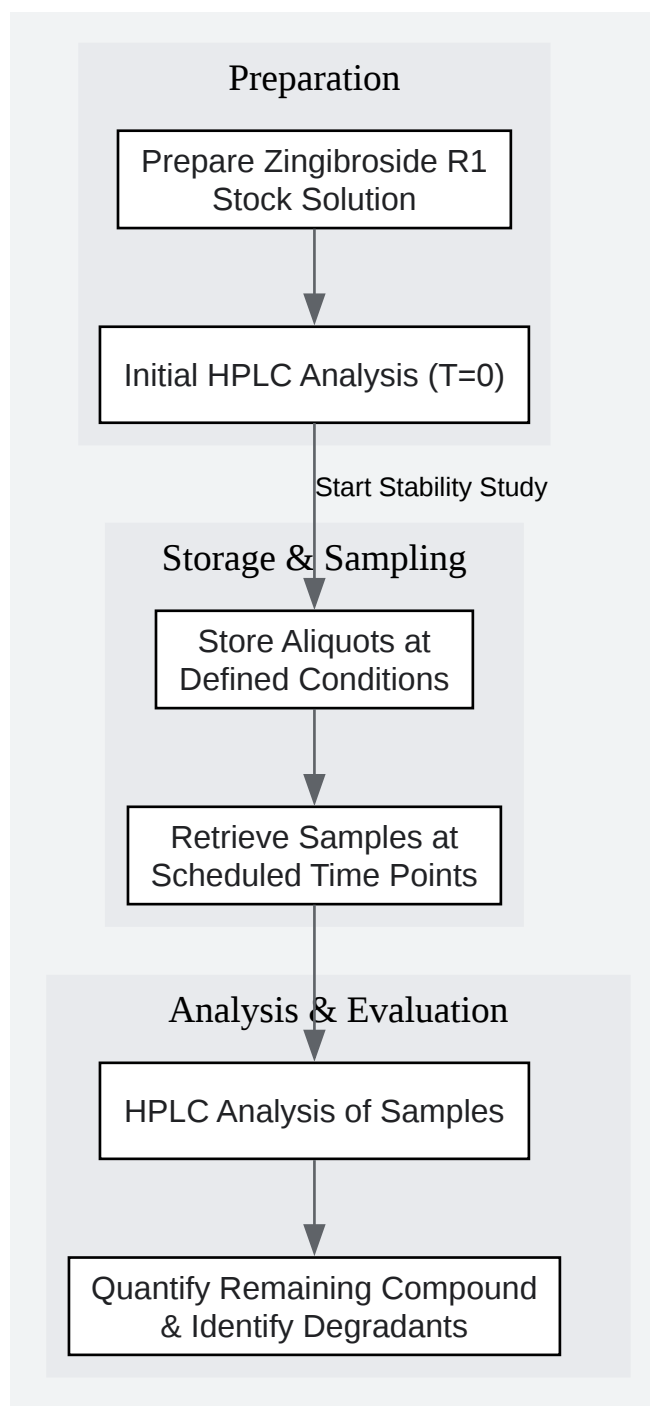 Preparation
Prepare Zingibroside R1
Stock Solution
Initial HPLC Analysis (T=0)
Start Stability Study
Storage & Sampling
Store Aliquots at
Defined Conditions
Retrieve Samples at
Scheduled Time Points
Analysis & Evaluation
HPLC Analysis of Samples
Quantify Remaining Compound
& Identify Degradants